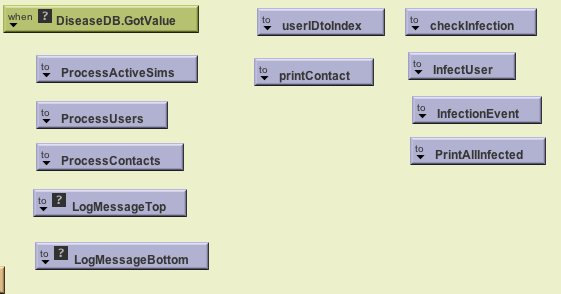 when ? DiseaseDB.GotValue
to ProcessActiveSims
to ProcessUsers
to ProcessContacts
to ? LogMessageTop
to ? LogMessageBottom
to userIDtoIndex
to printContact
to checkInfection
to InfectUser
to InfectionEvent
to PrintAllInfected